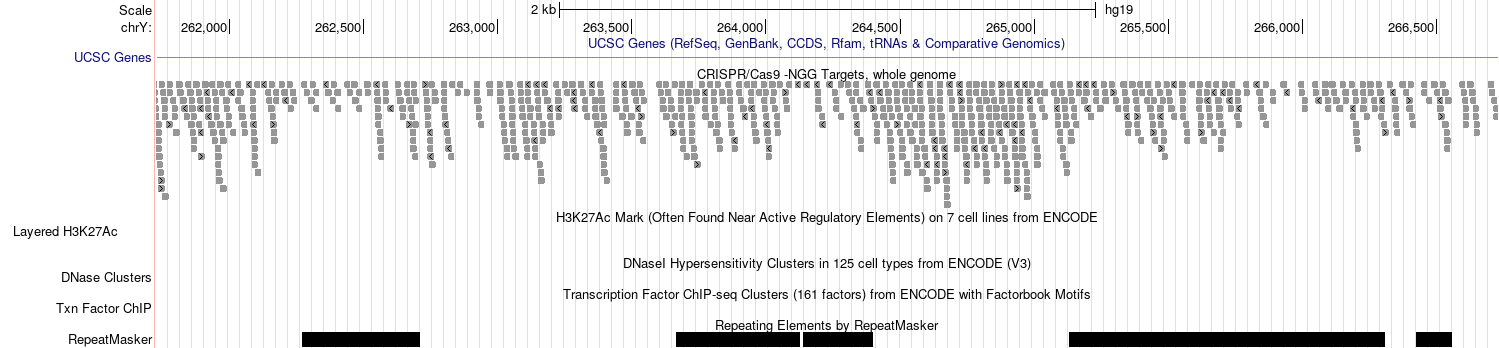 Scale 2 kb hg19
chrY: 262,000 262,500 263,000 263,500 264,000 264,500 265,000 265,500 266,000 266,500
UCSC Genes (RefSeq, GenBank, CCDS, Rfam, tRNAs & Comparative Genomics)
UCSC Genes
CRISPR/Cas9 -NGG Targets, whole genome
H3K27Ac Mark (Often Found Near Active Regulatory Elements) on 7 cell lines from ENCODE
Layered H3K27Ac
DNaseI Hypersensitivity Clusters in 125 cell types from ENCODE (V3)
DNase Clusters
Transcription Factor ChIP-seq Clusters (161 factors) from ENCODE with Factorbook Motifs
Txn Factor ChIP
Repeating Elements by RepeatMasker
RepeatMasker